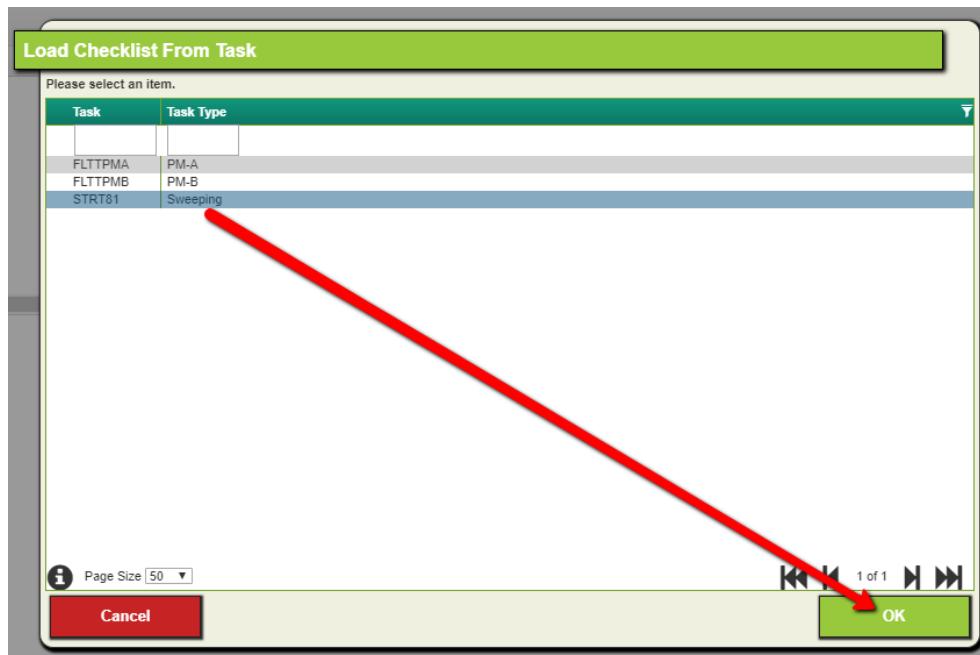 Load Checklist From Task
Please select an item.
Task Task Type
FLTTPMA PM-A
FLTTPMB PM-B
STRT81 Sweeping
Page Size 50 1 of 1
Cancel OK